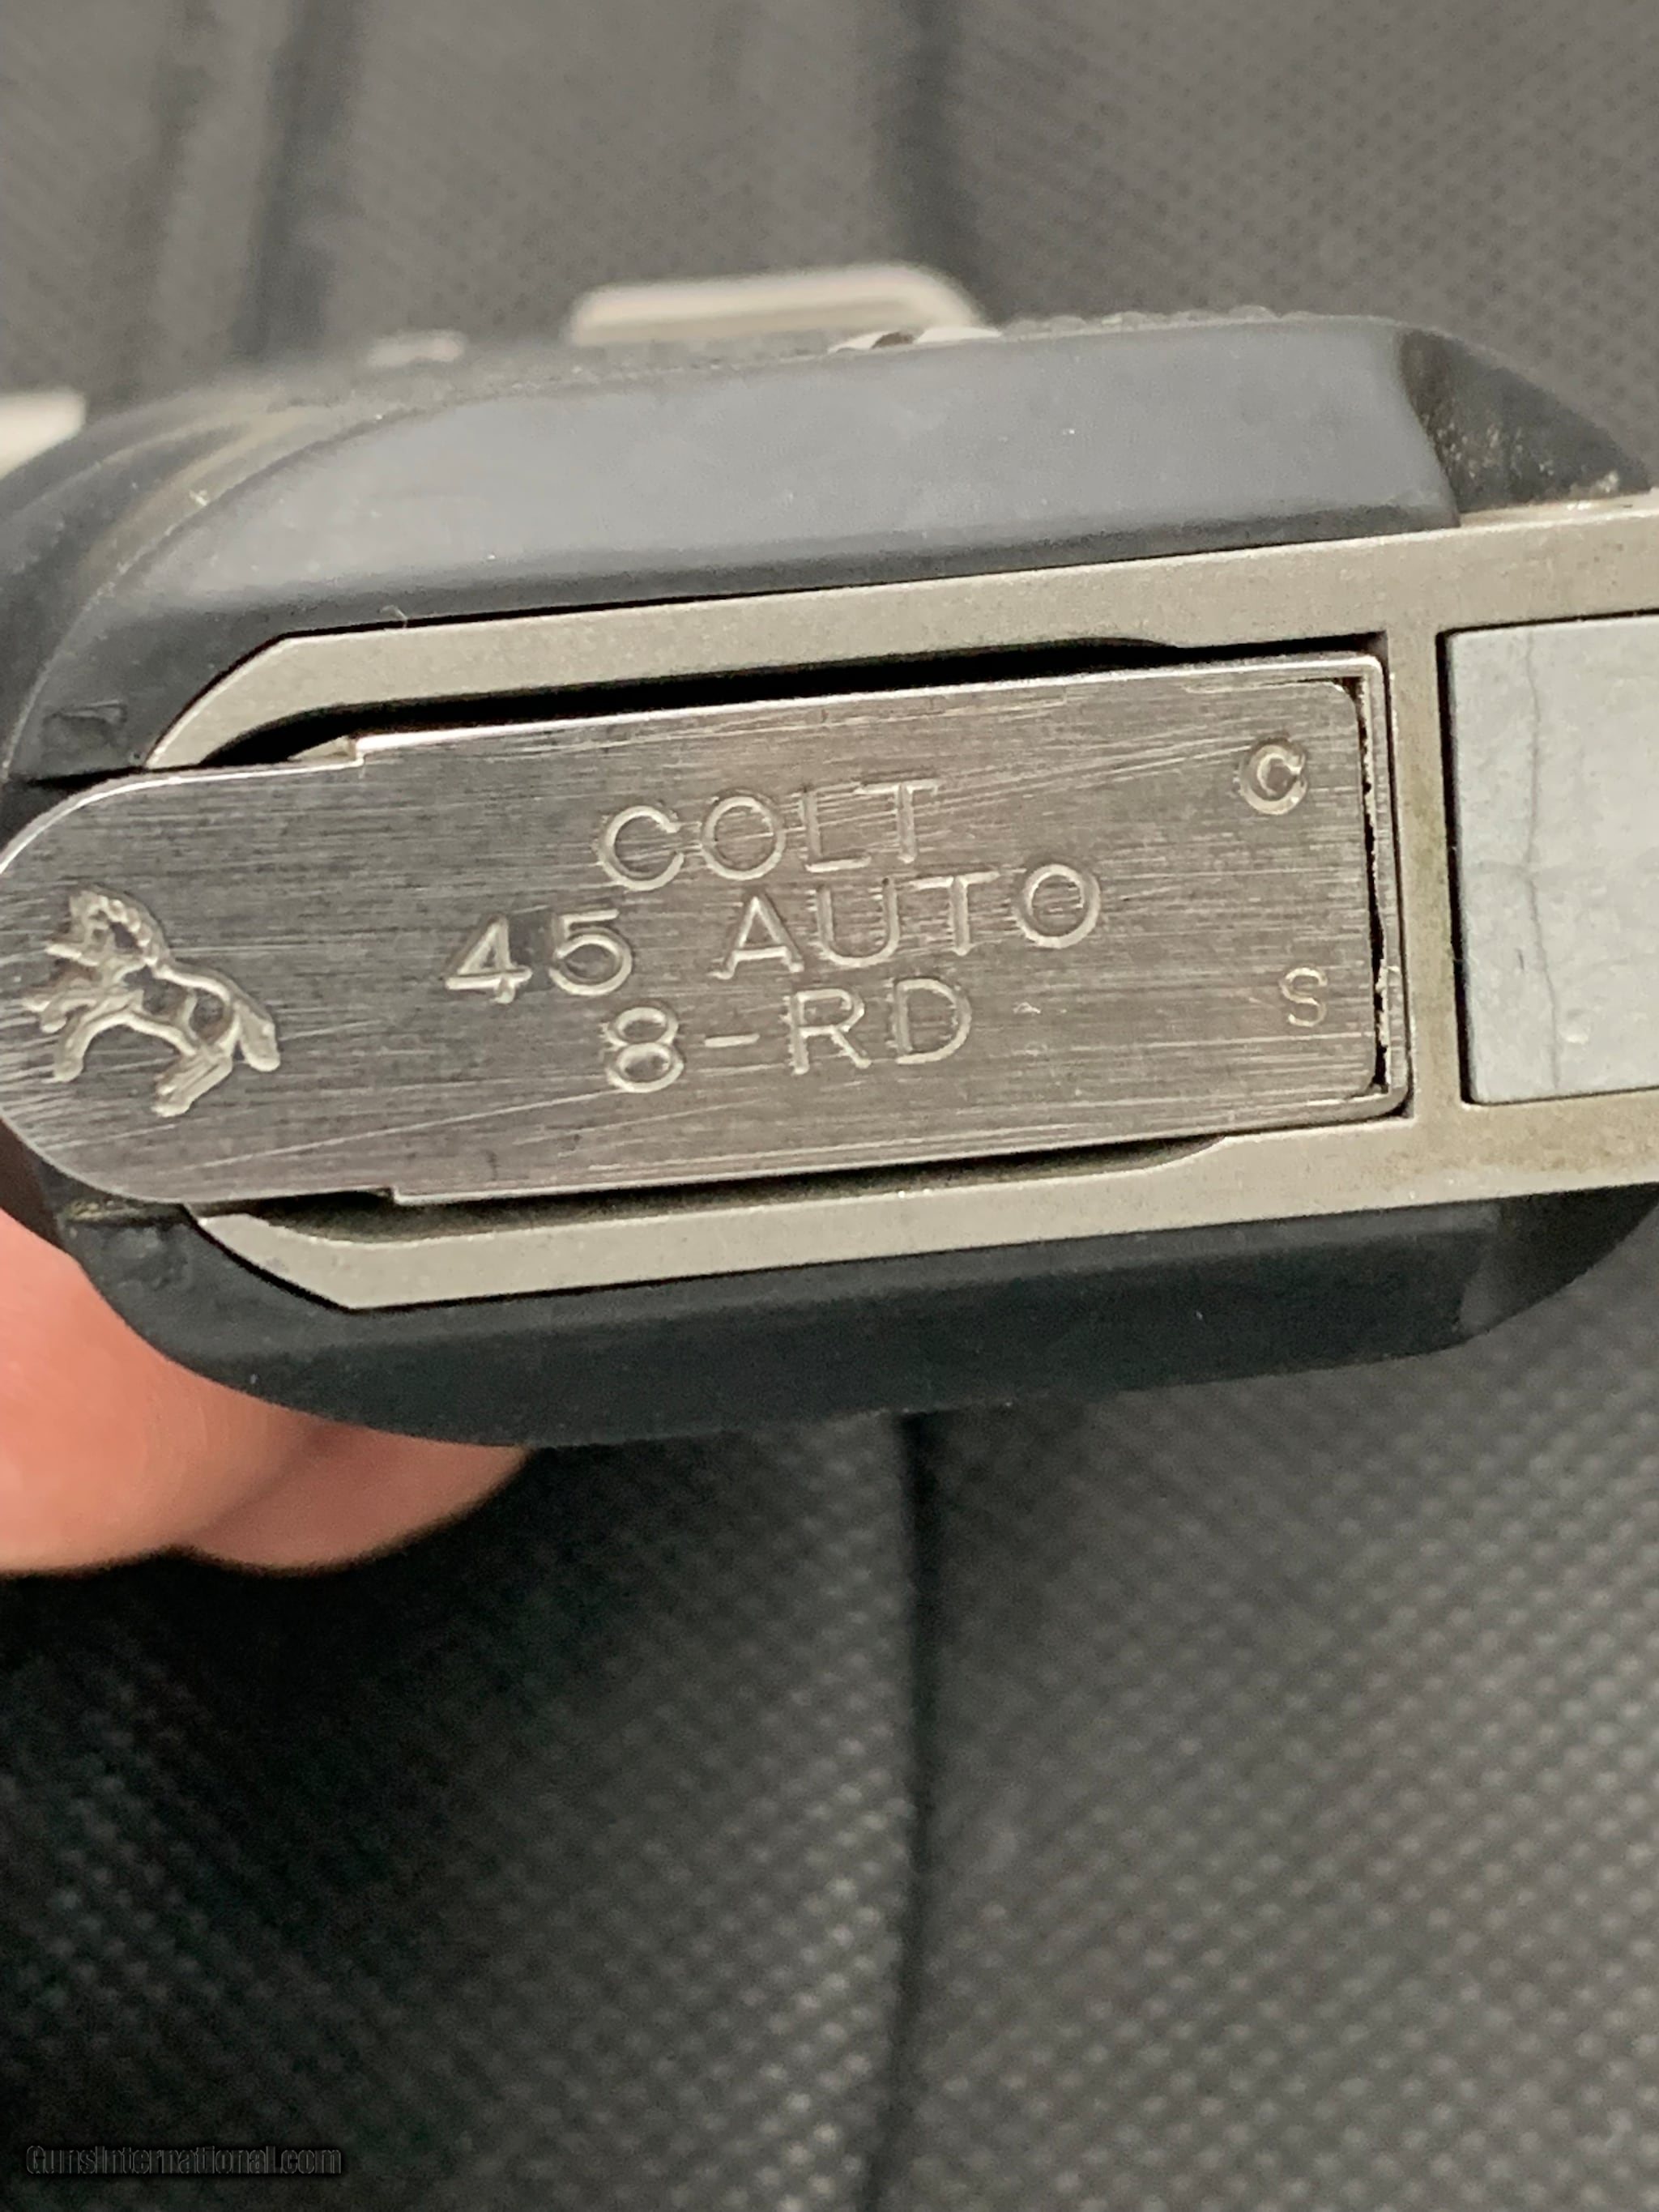 COLT
C
45 AUTO
8-RD
S
GunsInternational.com